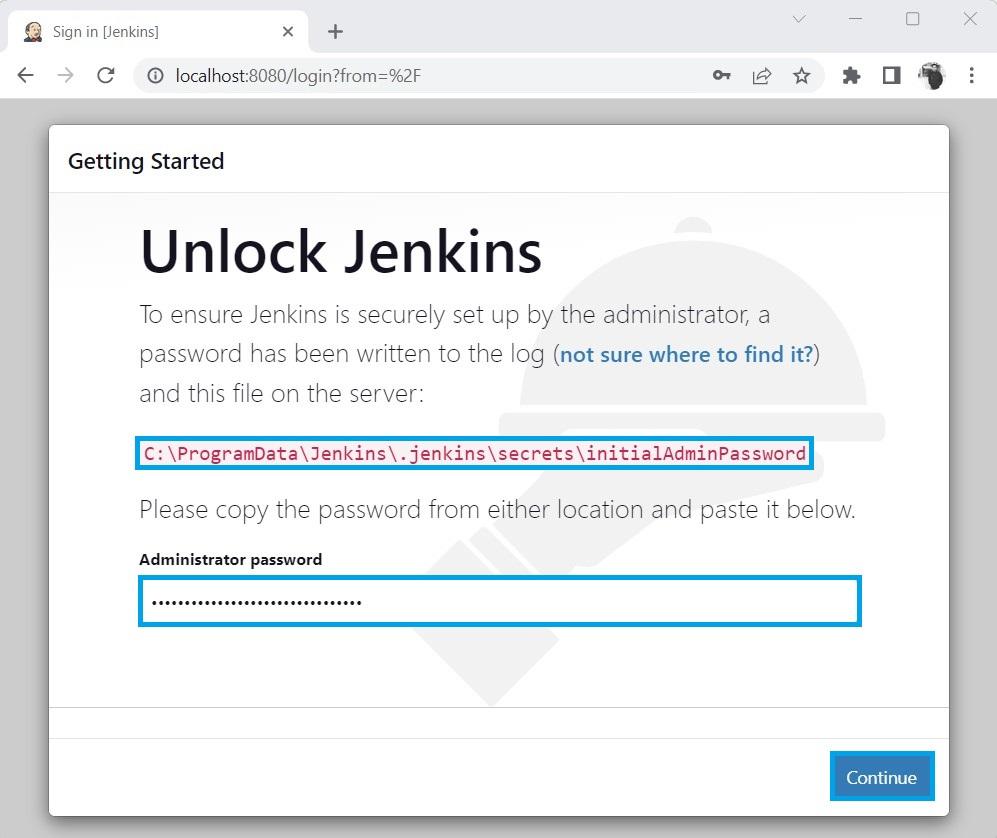 Sign in [Jenkins]
localhost:8080/login?from=%2F
Getting Started
Unlock Jenkins
To ensure Jenkins is securely set up by the administrator, a
password has been written to the log (not sure where to find it?)
and this file on the server:
C:\ProgramData\Jenkins\.jenkins\secrets\initialAdminPassword
Please copy the password from either location and paste it below.
Administrator password
••••••••••••••••••••••••••••••••
Continue